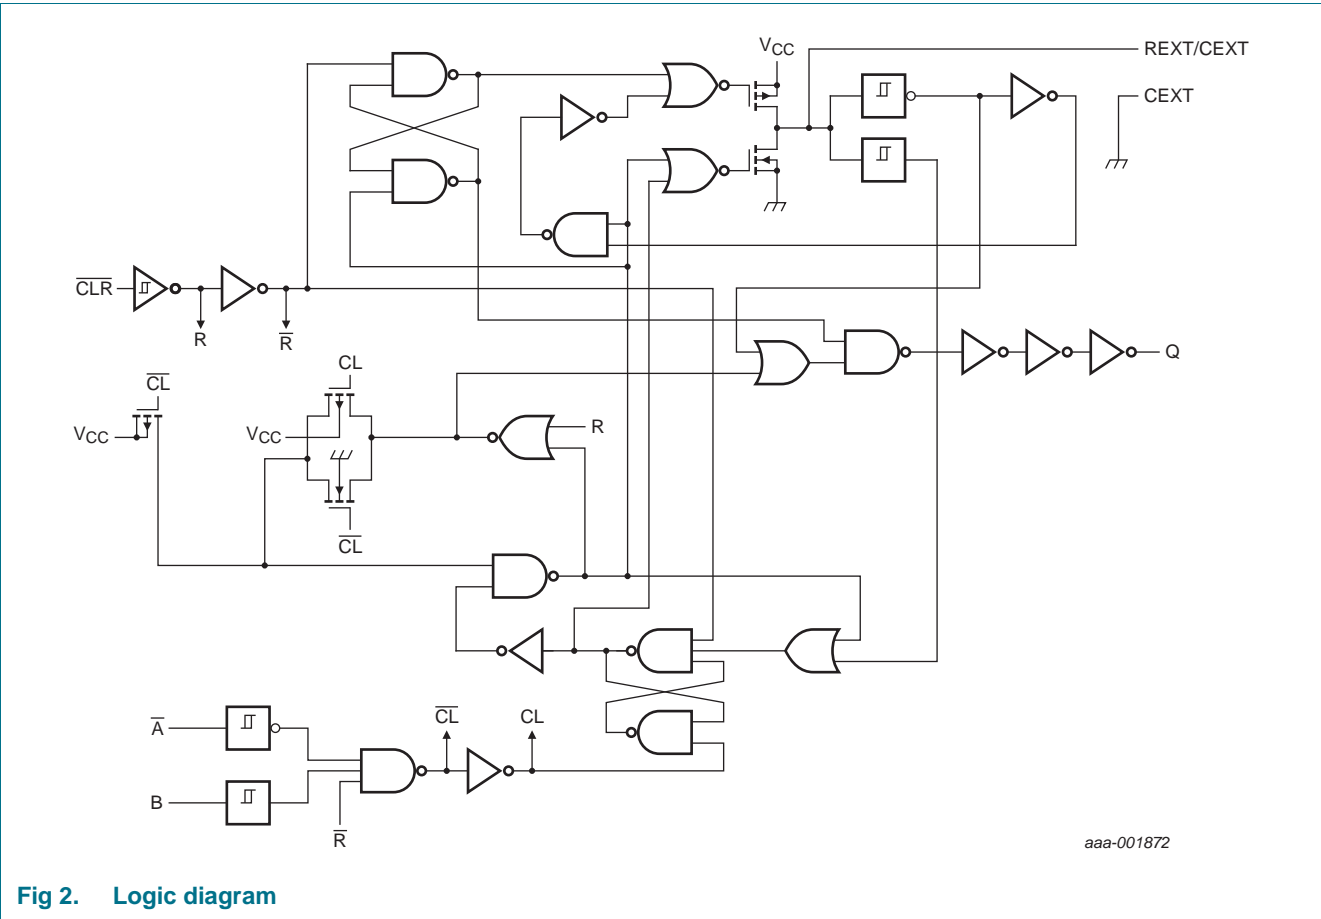 VCC
REXT/CEXT
CEXT
CLR
R
R
CL
CL
VCC
VCC
R
Q
CL
A
CL
CL
B
R
aaa-001872
Fig 2. Logic diagram